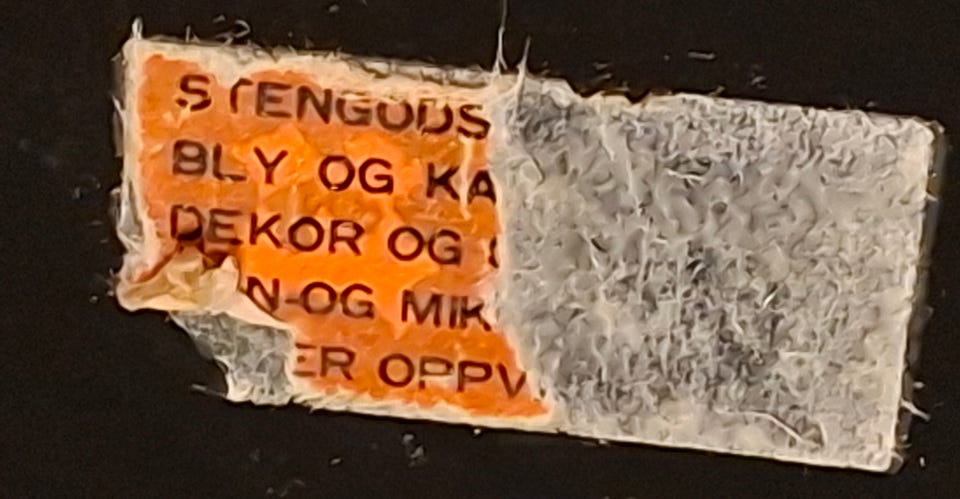 STENGODS
BLY OG KA
DEKOR OG
N-OG MIK
ER OPPV